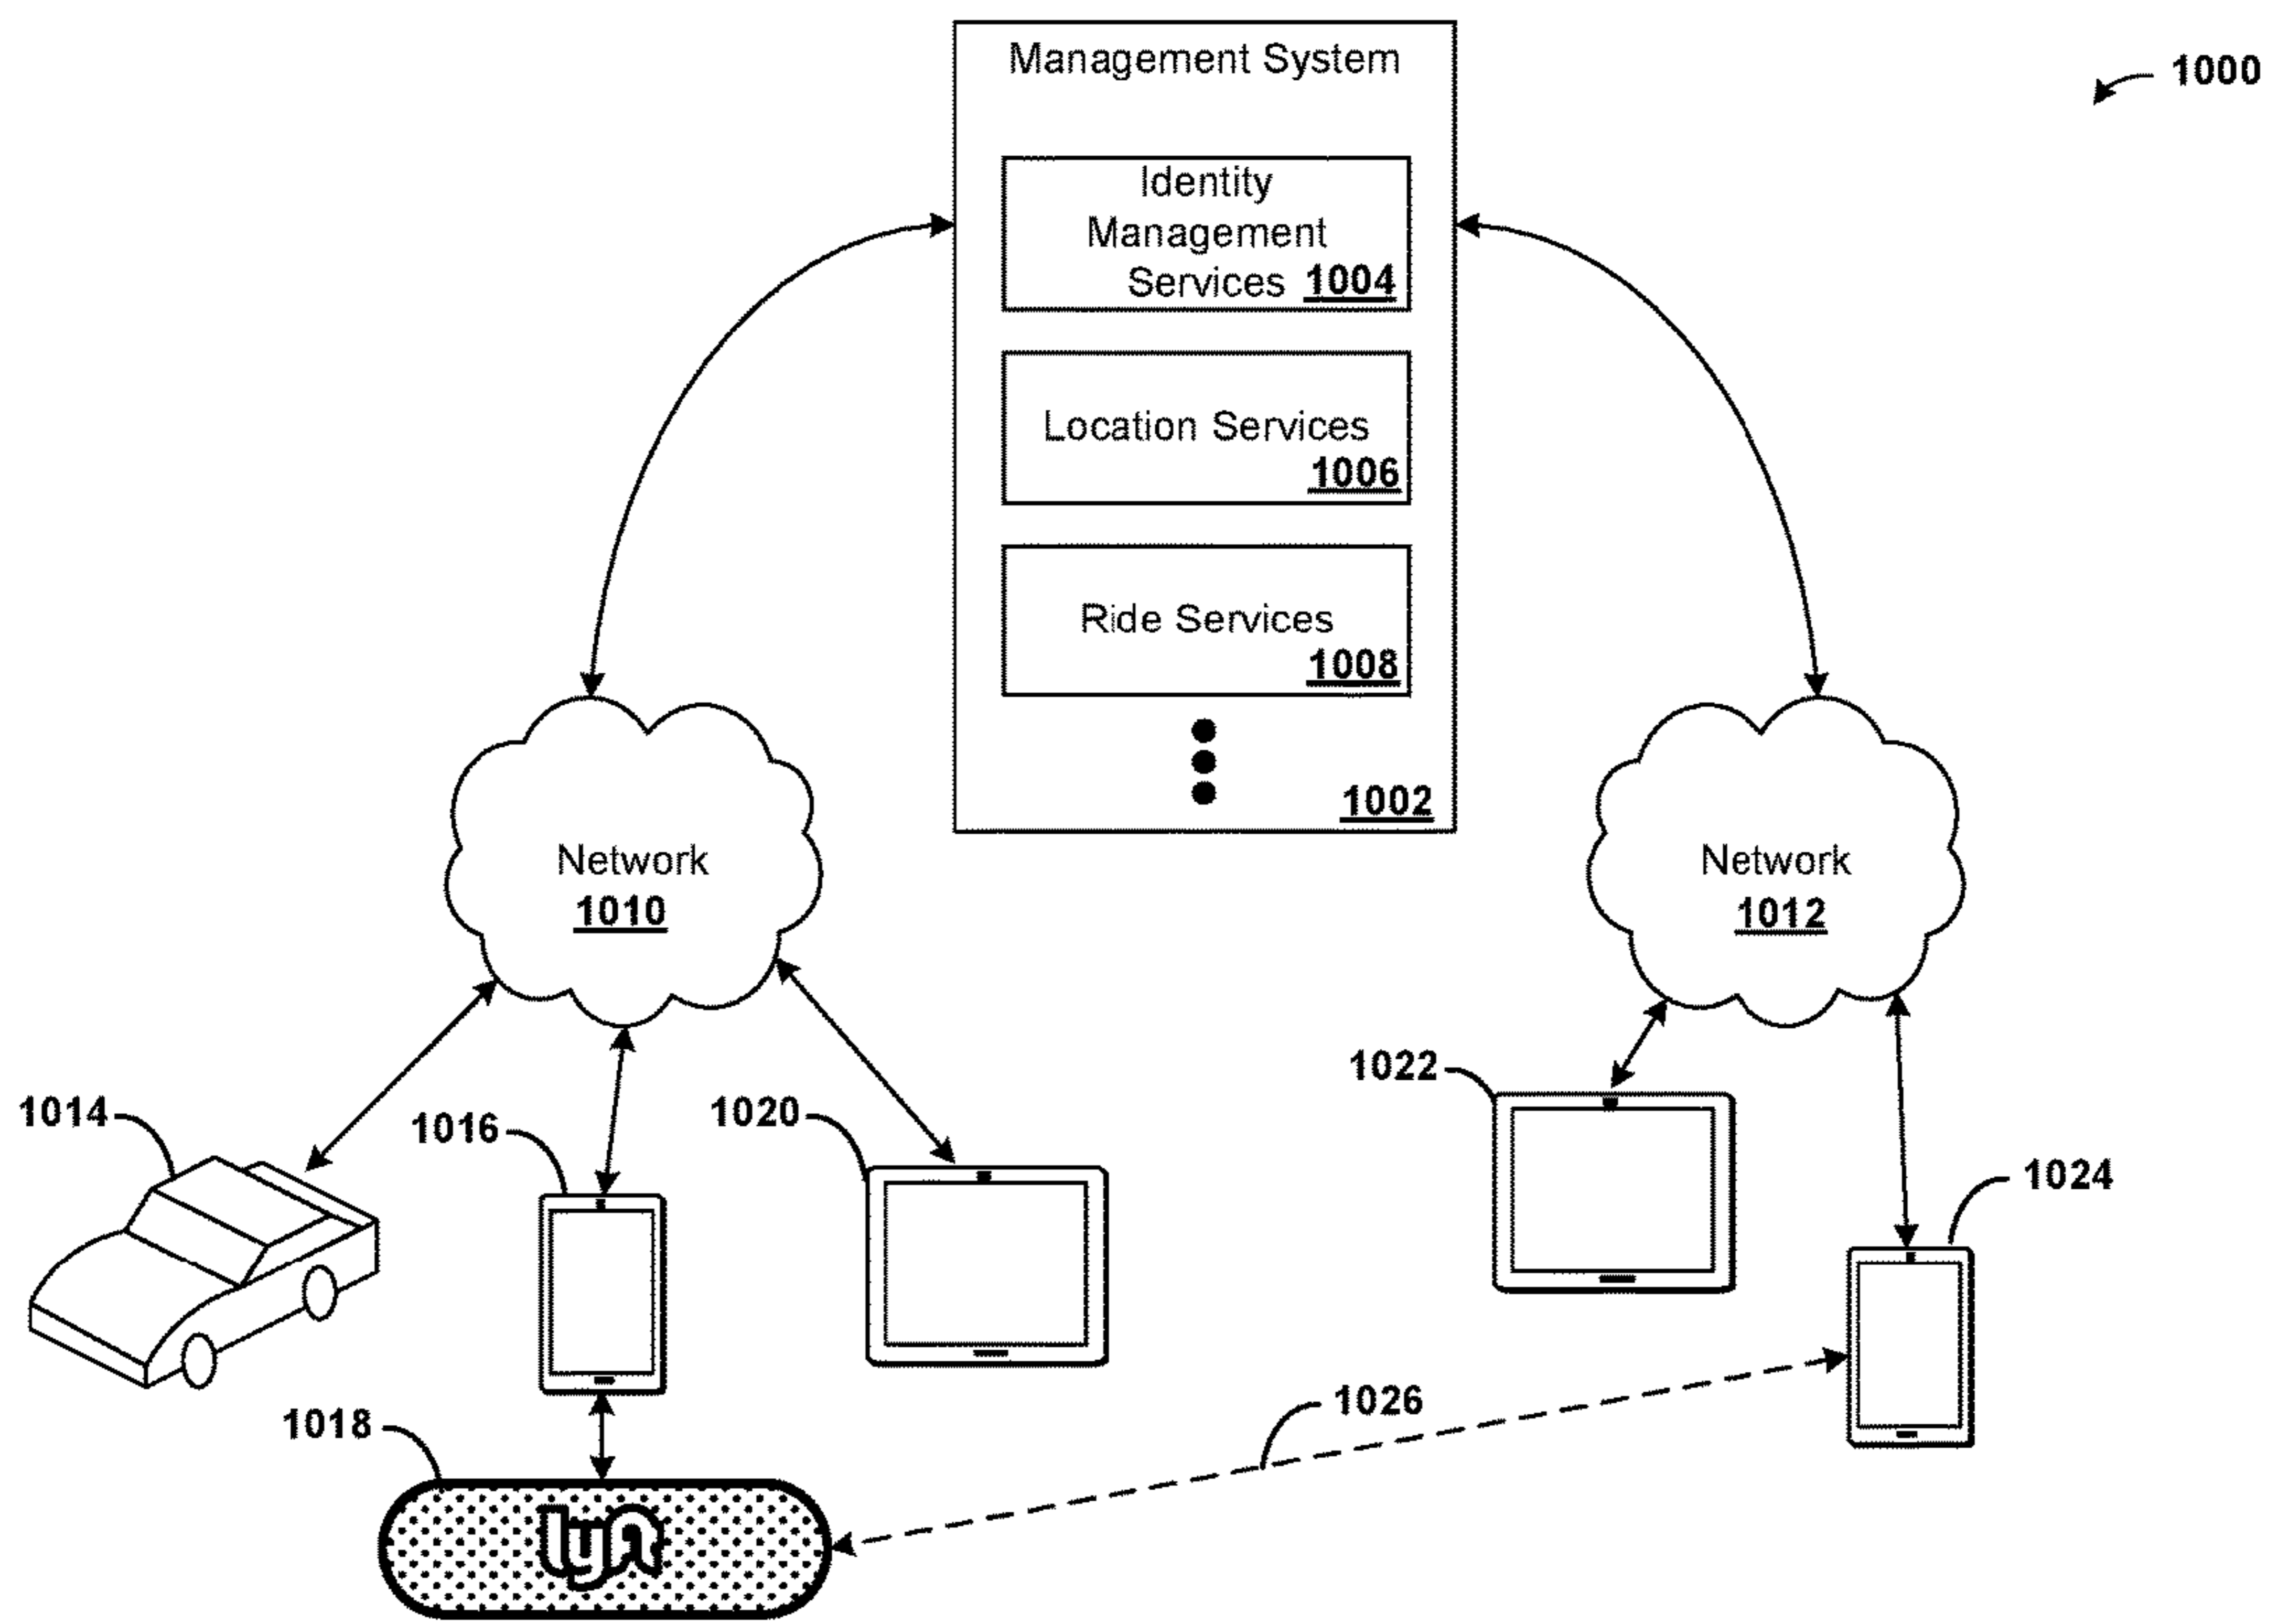 Management System
1000
Identity
Management
Services 1004
Location Services
1006
Ride Services
1008
1002
Network
1010
Network
1012
1014
1016
1020
1022
1024
1018
1026
lyft